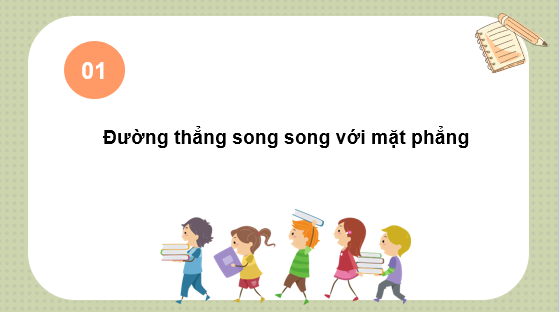 01
Đường thẳng song song với mặt phẳng